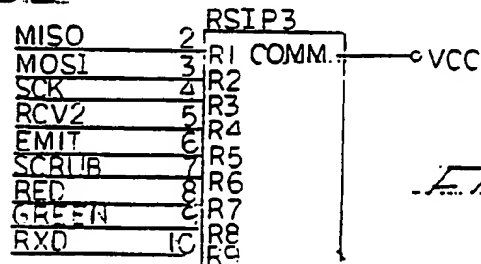 RSIP3
MISO 2 R1 COMM. VCC
MOSI 3 R2
SCK 4 R3
RCV2 5 R4
EMIT 6 R5
SCRUB 7 R6
RED 8 R7
GREEN R8
RXD 10 R9